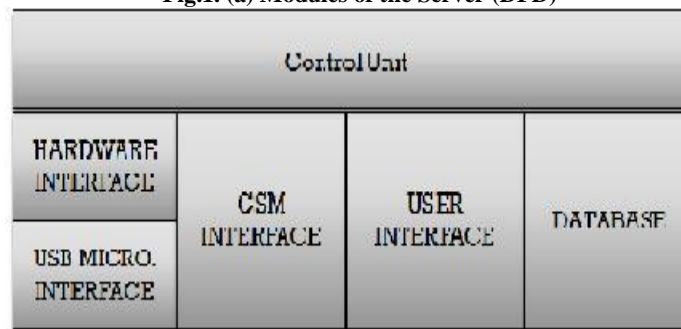 Fig.1. (a) Modules of the Server (DFD)
Control Unit
HARDWARE
INTERFACE
USB MICRO.
INTERFACE
CSM
INTERFACE
USER
INTERFACE
DATABASE